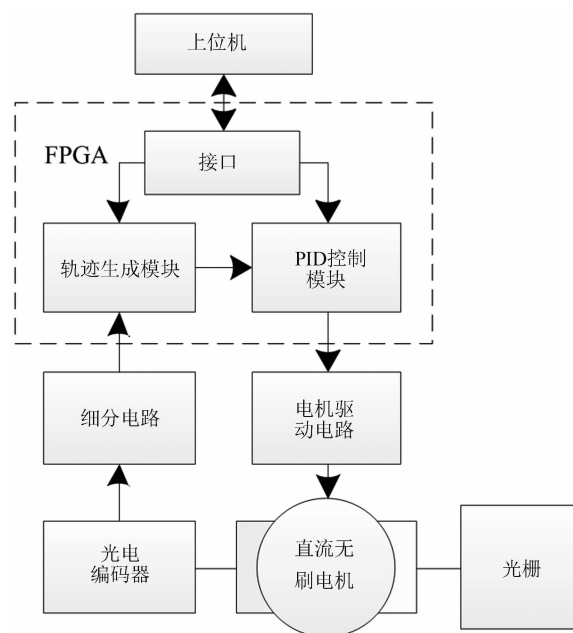 上位机
FPGA
接口
轨迹生成模块
PID控制
模块
细分电路
电机驱
动电路
光电
编码器
直流无
刷电机
光栅